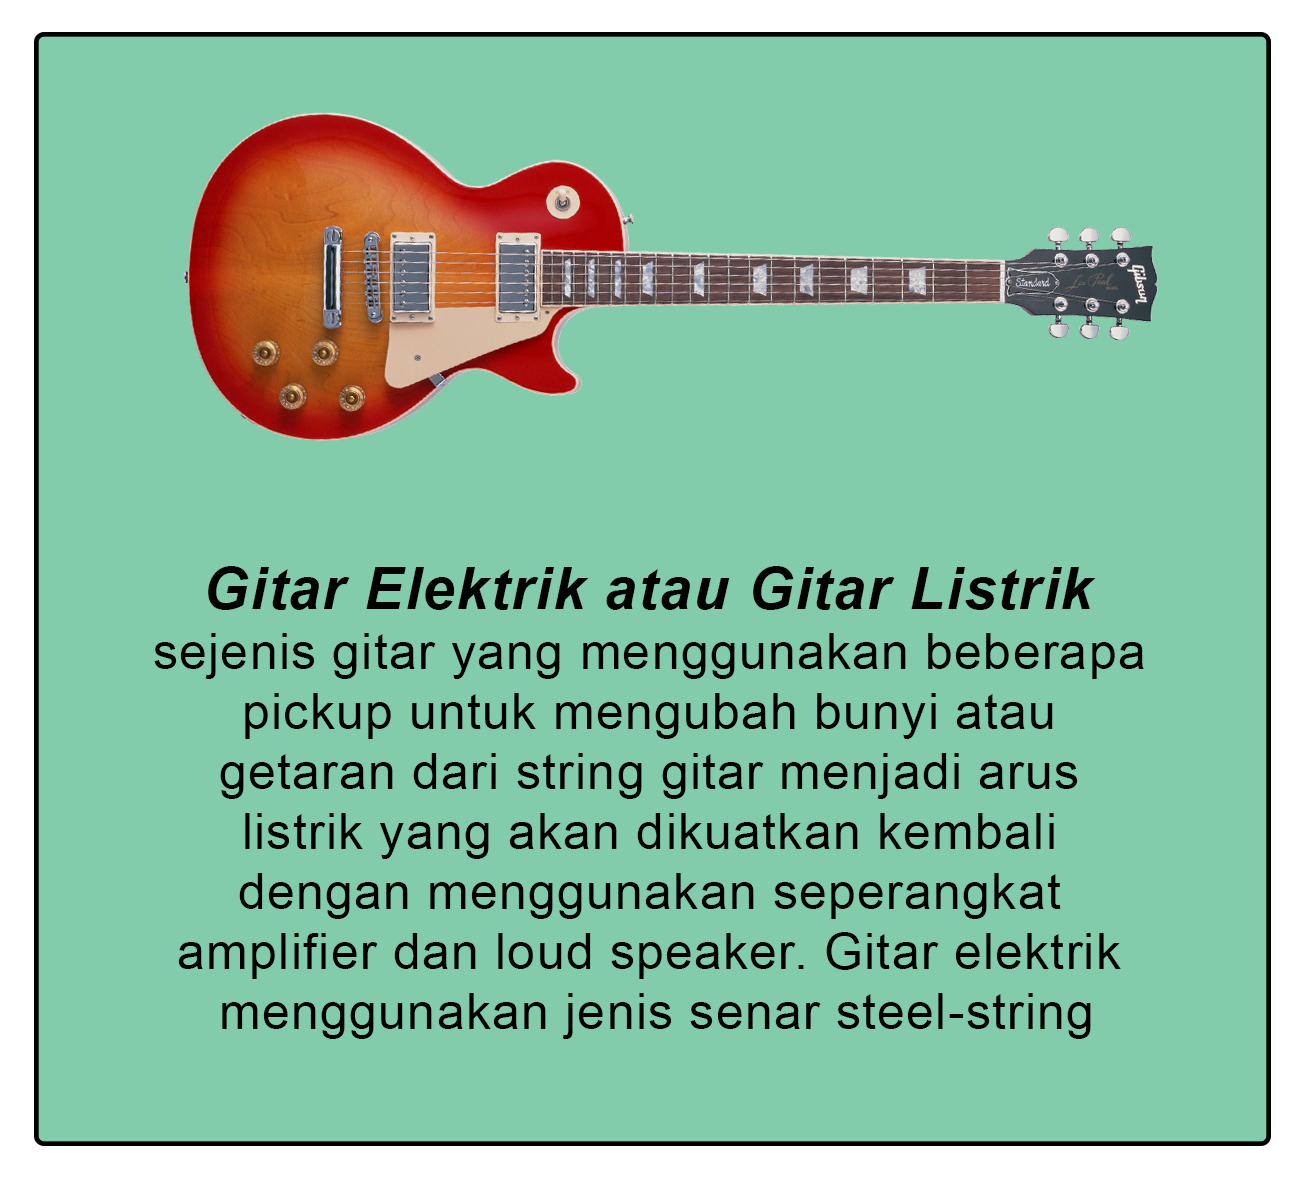 Gibson
Les Paul
Standard
Gitar Elektrik atau Gitar Listrik
sejenis gitar yang menggunakan beberapa
pickup untuk mengubah bunyi atau
getaran dari string gitar menjadi arus
listrik yang akan dikuatkan kembali
dengan menggunakan seperangkat
amplifier dan loud speaker. Gitar elektrik
menggunakan jenis senar steel-string